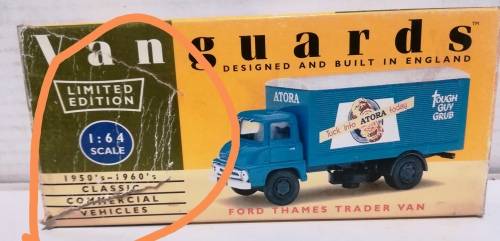 Vanguards™
DESIGNED AND BUILT IN ENGLAND
LIMITED
EDITION
1:64
SCALE
1950's-1960's
CLASSIC
COMMERCIAL
VEHICLES
ATORA
Tuck into ATORA today
TOUGH
GUY
GRUB
FORD THAMES TRADER VAN